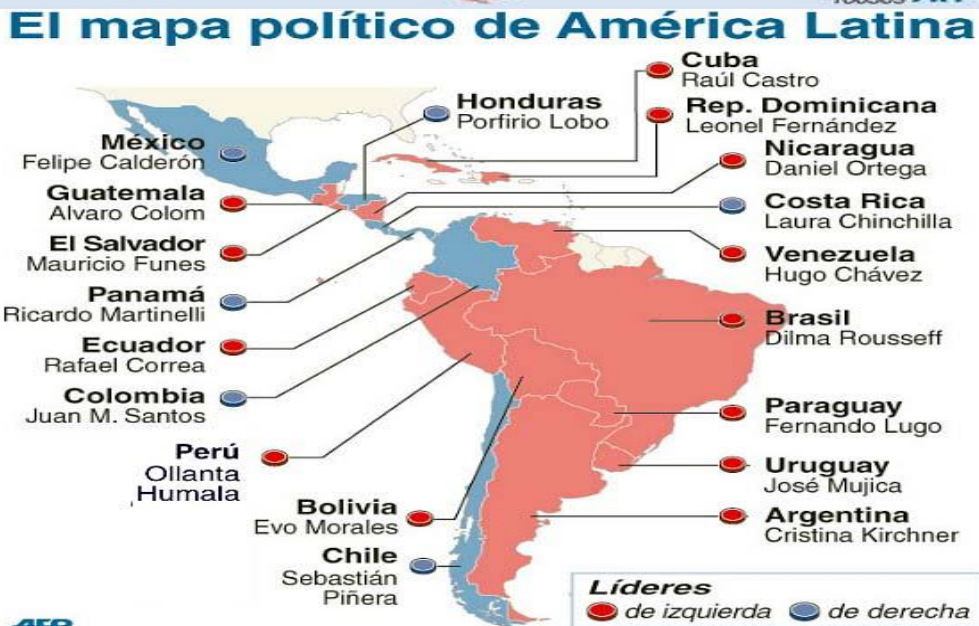 El mapa político de América Latina
Cuba
Raúl Castro
Honduras
Porfirio Lobo
Rep. Dominicana
Leonel Fernández
México
Felipe Calderón
Nicaragua
Daniel Ortega
Guatemala
Alvaro Colom
Costa Rica
Laura Chinchilla
El Salvador
Mauricio Funes
Venezuela
Hugo Chávez
Panamá
Ricardo Martinelli
Brasil
Dilma Rousseff
Ecuador
Rafael Correa
Colombia
Juan M. Santos
Paraguay
Fernando Lugo
Perú
Ollanta
Humala
Uruguay
José Mujica
Bolivia
Evo Morales
Argentina
Cristina Kirchner
Chile
Sebastián
Piñera
Líderes
de izquierda de derecha